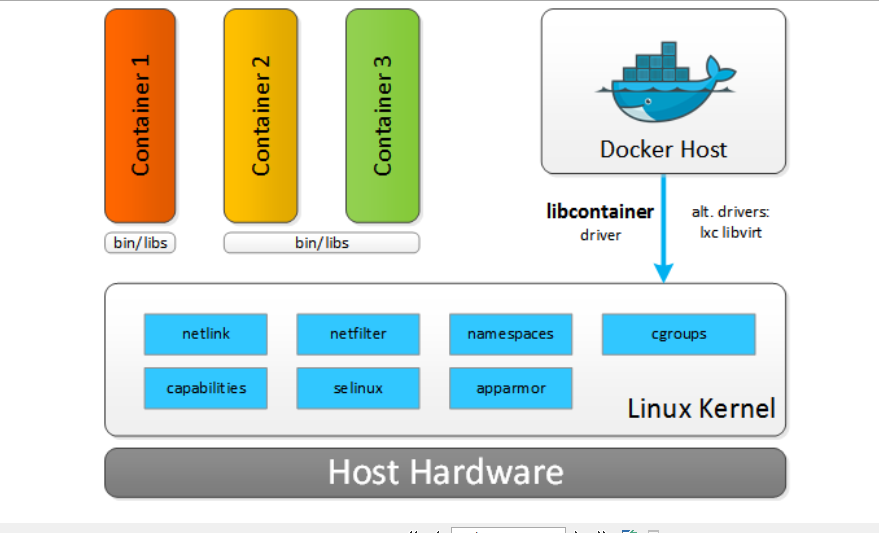 Container 1
Container 2
Container 3
Docker Host
bin/libs
bin/libs
libcontainer
driver
alt. drivers:
lxc libvirt
netlink
netfilter
namespaces
cgroups
capabilities
selinux
apparmor
Linux Kernel
Host Hardware